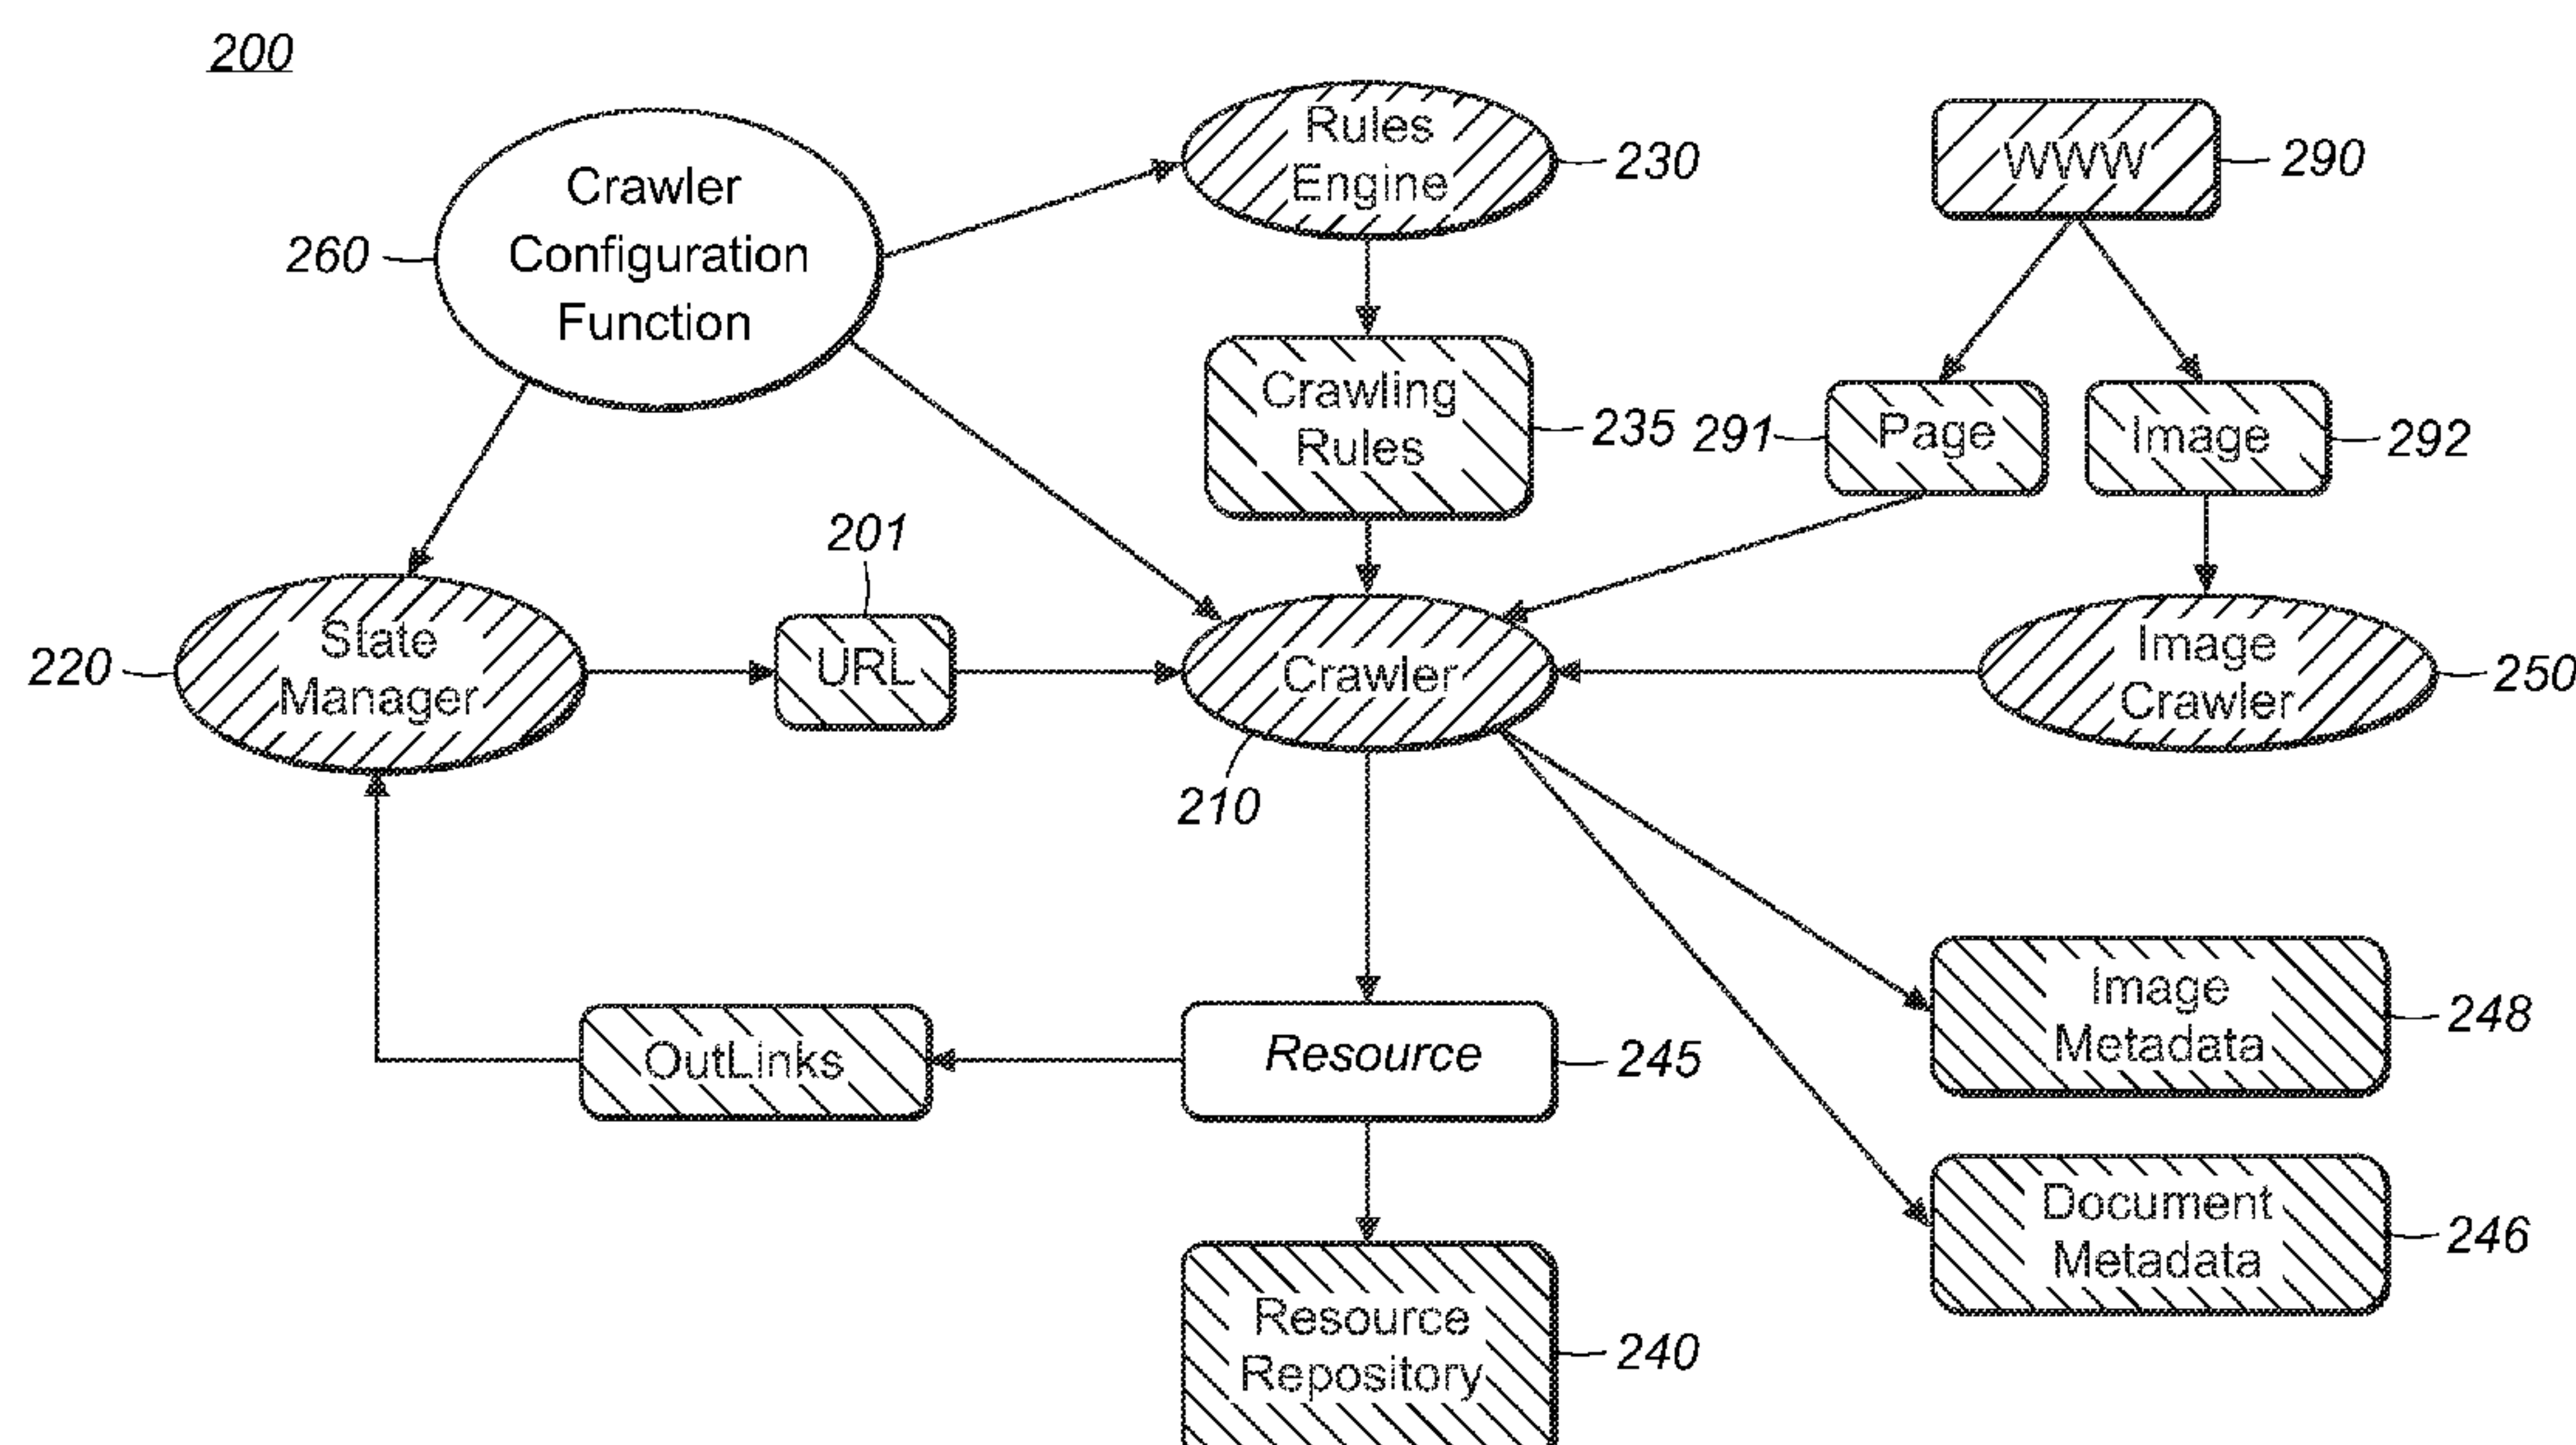 200
Crawler
Configuration
Function
260
Rules
Engine
230
WWW
290
Crawling
Rules
235
291
Page
Image
292
201
State
Manager
220
URL
Crawler
210
Image
Crawler
250
OutLinks
Resource
245
Image
Metadata
248
Document
Metadata
246
Resource
Repository
240